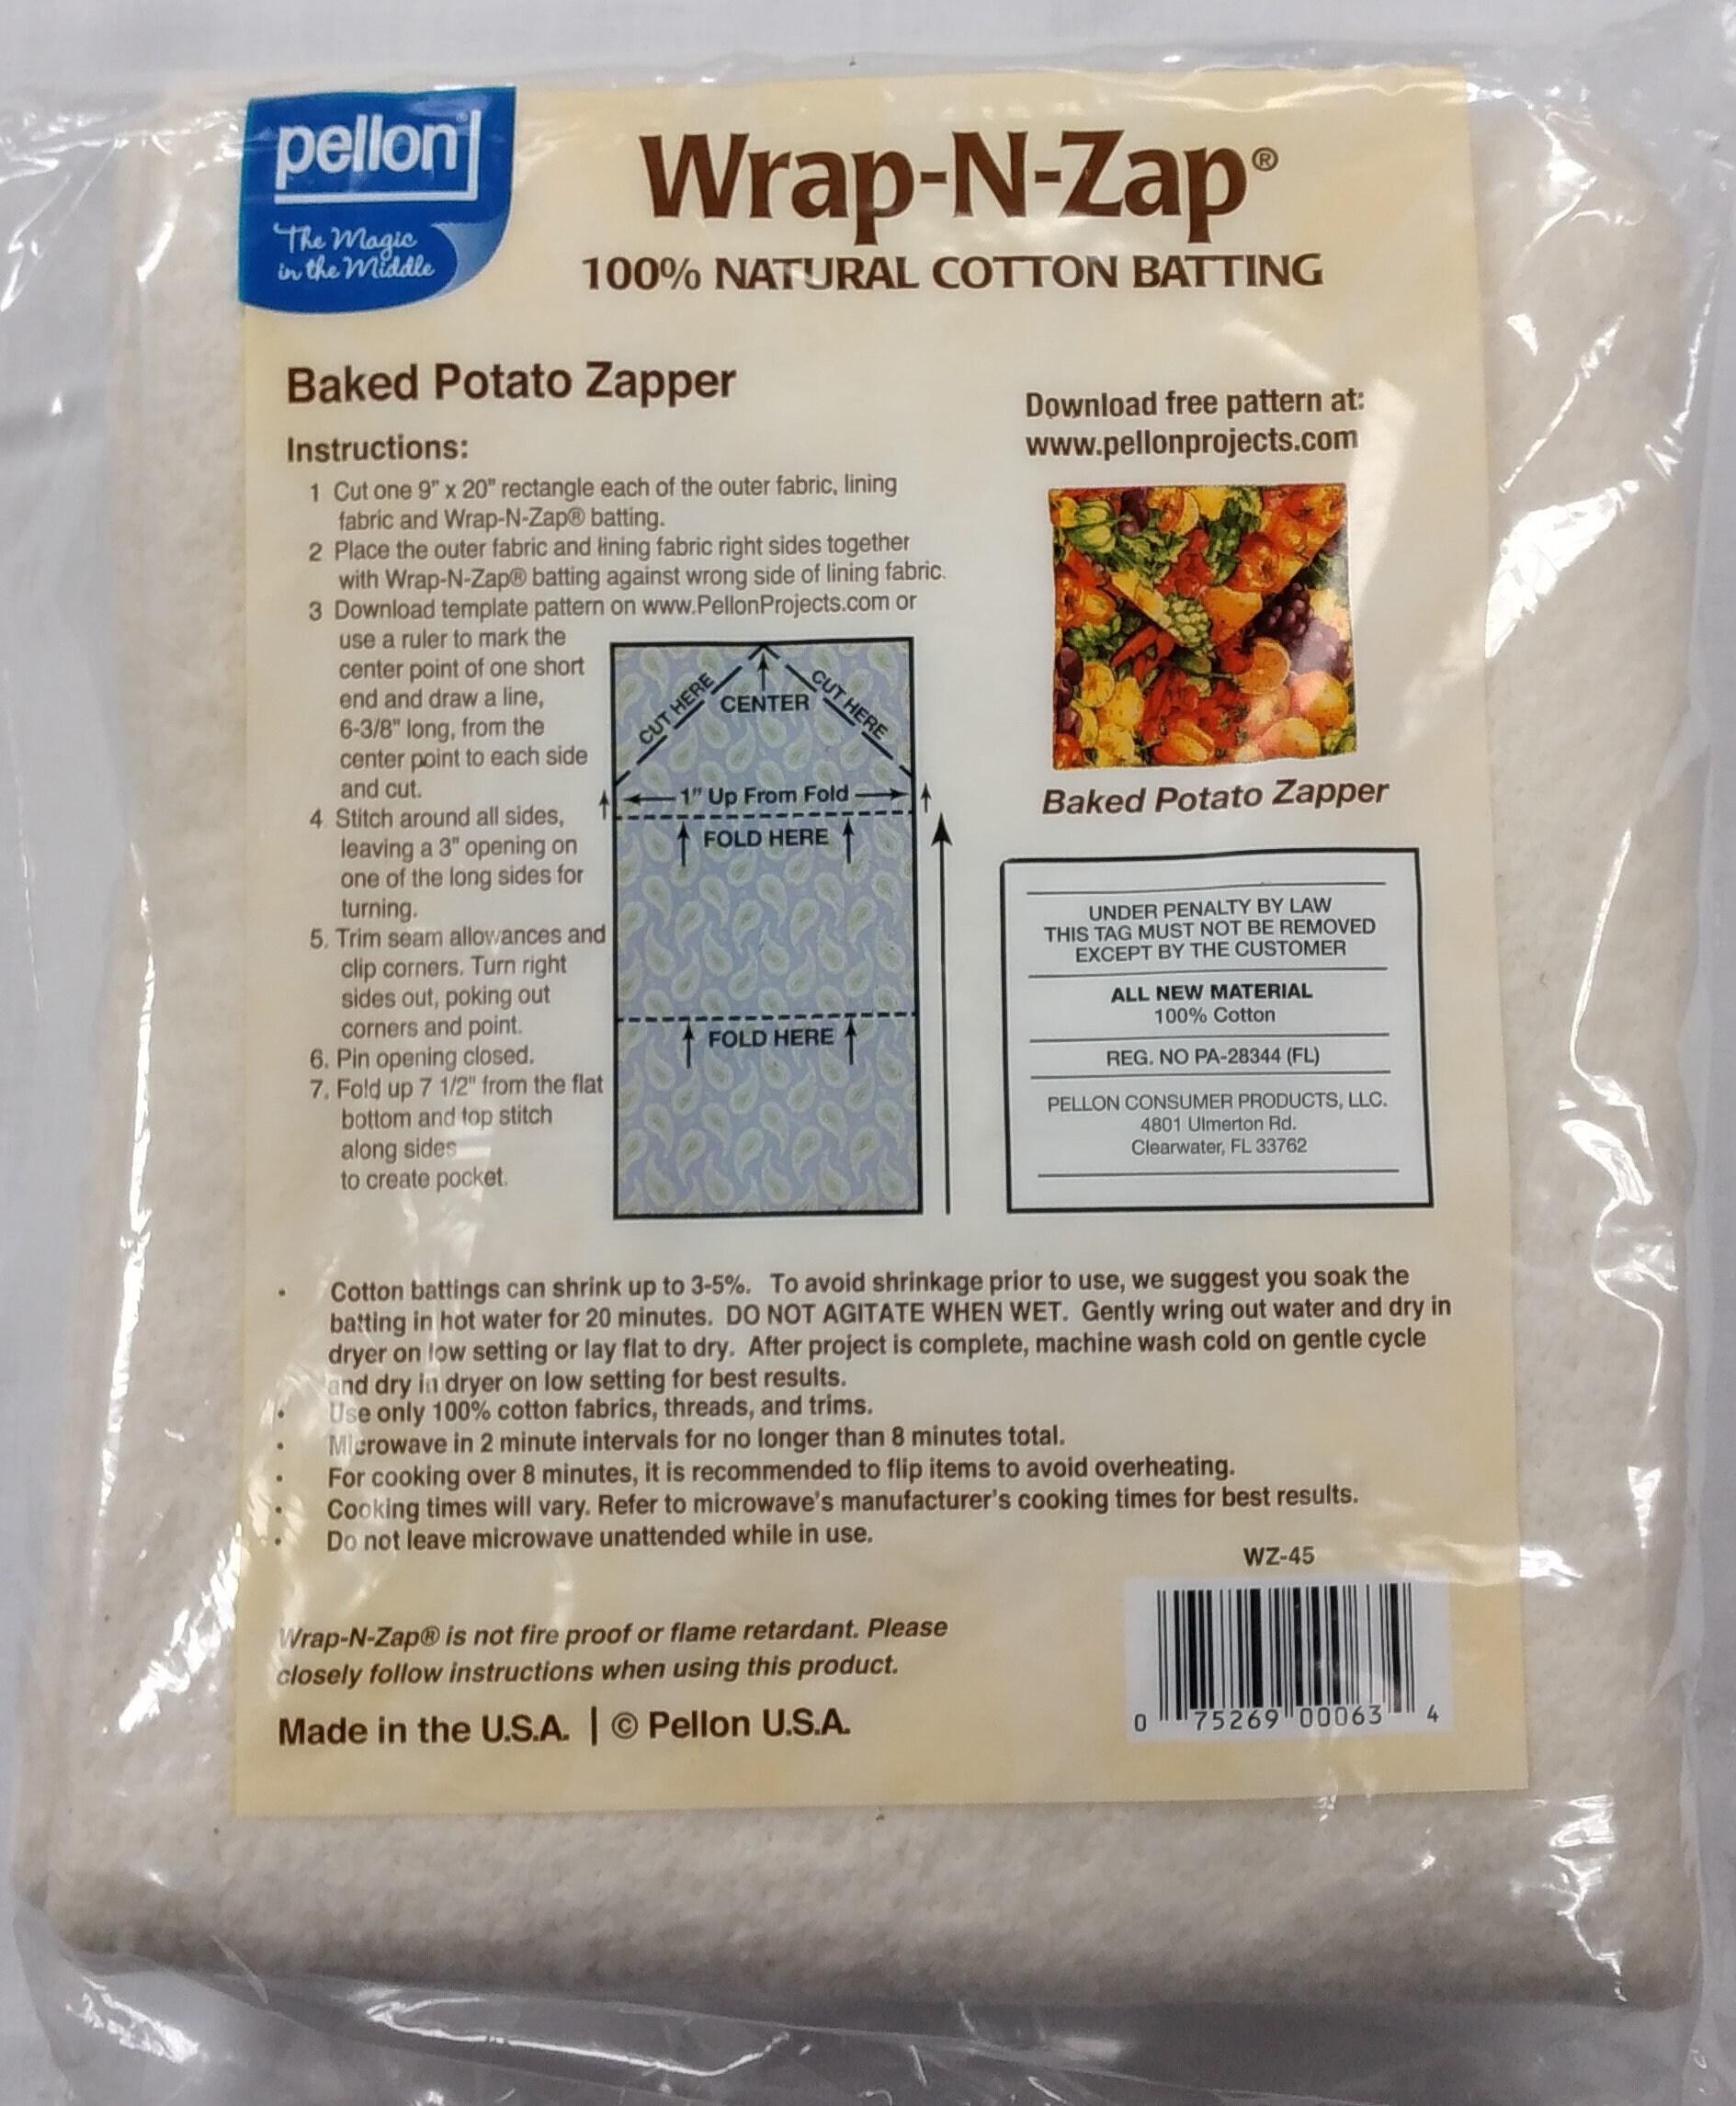 pellon®
The Magic
in the Middle
Wrap-N-Zap®
100% NATURAL COTTON BATTING
Baked Potato Zapper
Instructions:
1 Cut one 9" x 20" rectangle each of the outer fabric, lining
fabric and Wrap-N-Zap® batting.
2 Place the outer fabric and lining fabric right sides together
with Wrap-N-Zap® batting against wrong side of lining fabric.
3 Download template pattern on www.PellonProjects.com or
use a ruler to mark the
center point of one short
end and draw a line,
6-3/8" long, from the
center point to each side
and cut.
4 Stitch around all sides,
leaving a 3" opening on
one of the long sides for
turning.
5. Trim seam allowances and
clip corners. Turn right
sides out, poking out
corners and point.
6. Pin opening closed.
7. Fold up 7 1/2" from the flat
bottom and top stitch
along sides
to create pocket.
CUT HERE
CENTER
CUT HERE
1" Up From Fold
FOLD HERE
FOLD HERE
Download free pattern at:
www.pellonprojects.com
Baked Potato Zapper
UNDER PENALTY BY LAW
THIS TAG MUST NOT BE REMOVED
EXCEPT BY THE CUSTOMER
ALL NEW MATERIAL
100% Cotton
REG. NO PA-28344 (FL)
PELLON CONSUMER PRODUCTS, LLC.
4801 Ulmerton Rd.
Clearwater, FL 33762
• Cotton battings can shrink up to 3-5%. To avoid shrinkage prior to use, we suggest you soak the
batting in hot water for 20 minutes. DO NOT AGITATE WHEN WET. Gently wring out water and dry in
dryer on low setting or lay flat to dry. After project is complete, machine wash cold on gentle cycle
and dry in dryer on low setting for best results.
• Use only 100% cotton fabrics, threads, and trims.
• Microwave in 2 minute intervals for no longer than 8 minutes total.
• For cooking over 8 minutes, it is recommended to flip items to avoid overheating.
• Cooking times will vary. Refer to microwave's manufacturer's cooking times for best results.
• Do not leave microwave unattended while in use.
WZ-45
Wrap-N-Zap® is not fire proof or flame retardant. Please
closely follow instructions when using this product.
Made in the U.S.A. | © Pellon U.S.A.
0 75269 00063 4